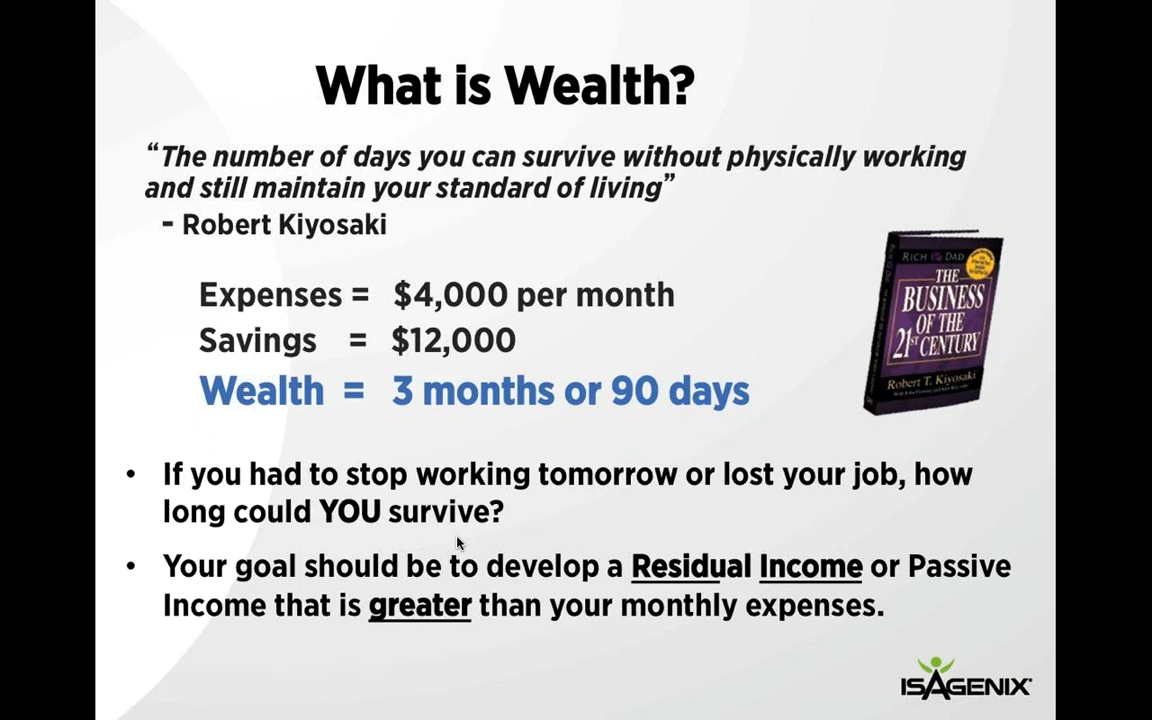 What is Wealth?
“The number of days you can survive without physically working
and still maintain your standard of living”
- Robert Kiyosaki
Expenses = $4,000 per month
Savings = $12,000
Wealth = 3 months or 90 days
RICH DAD
THE
BUSINESS
OF THE
21ST CENTURY
Robert T. Kiyosaki
• If you had to stop working tomorrow or lost your job, how
long could YOU survive?
• Your goal should be to develop a Residual Income or Passive
Income that is greater than your monthly expenses.
ISAGENIX